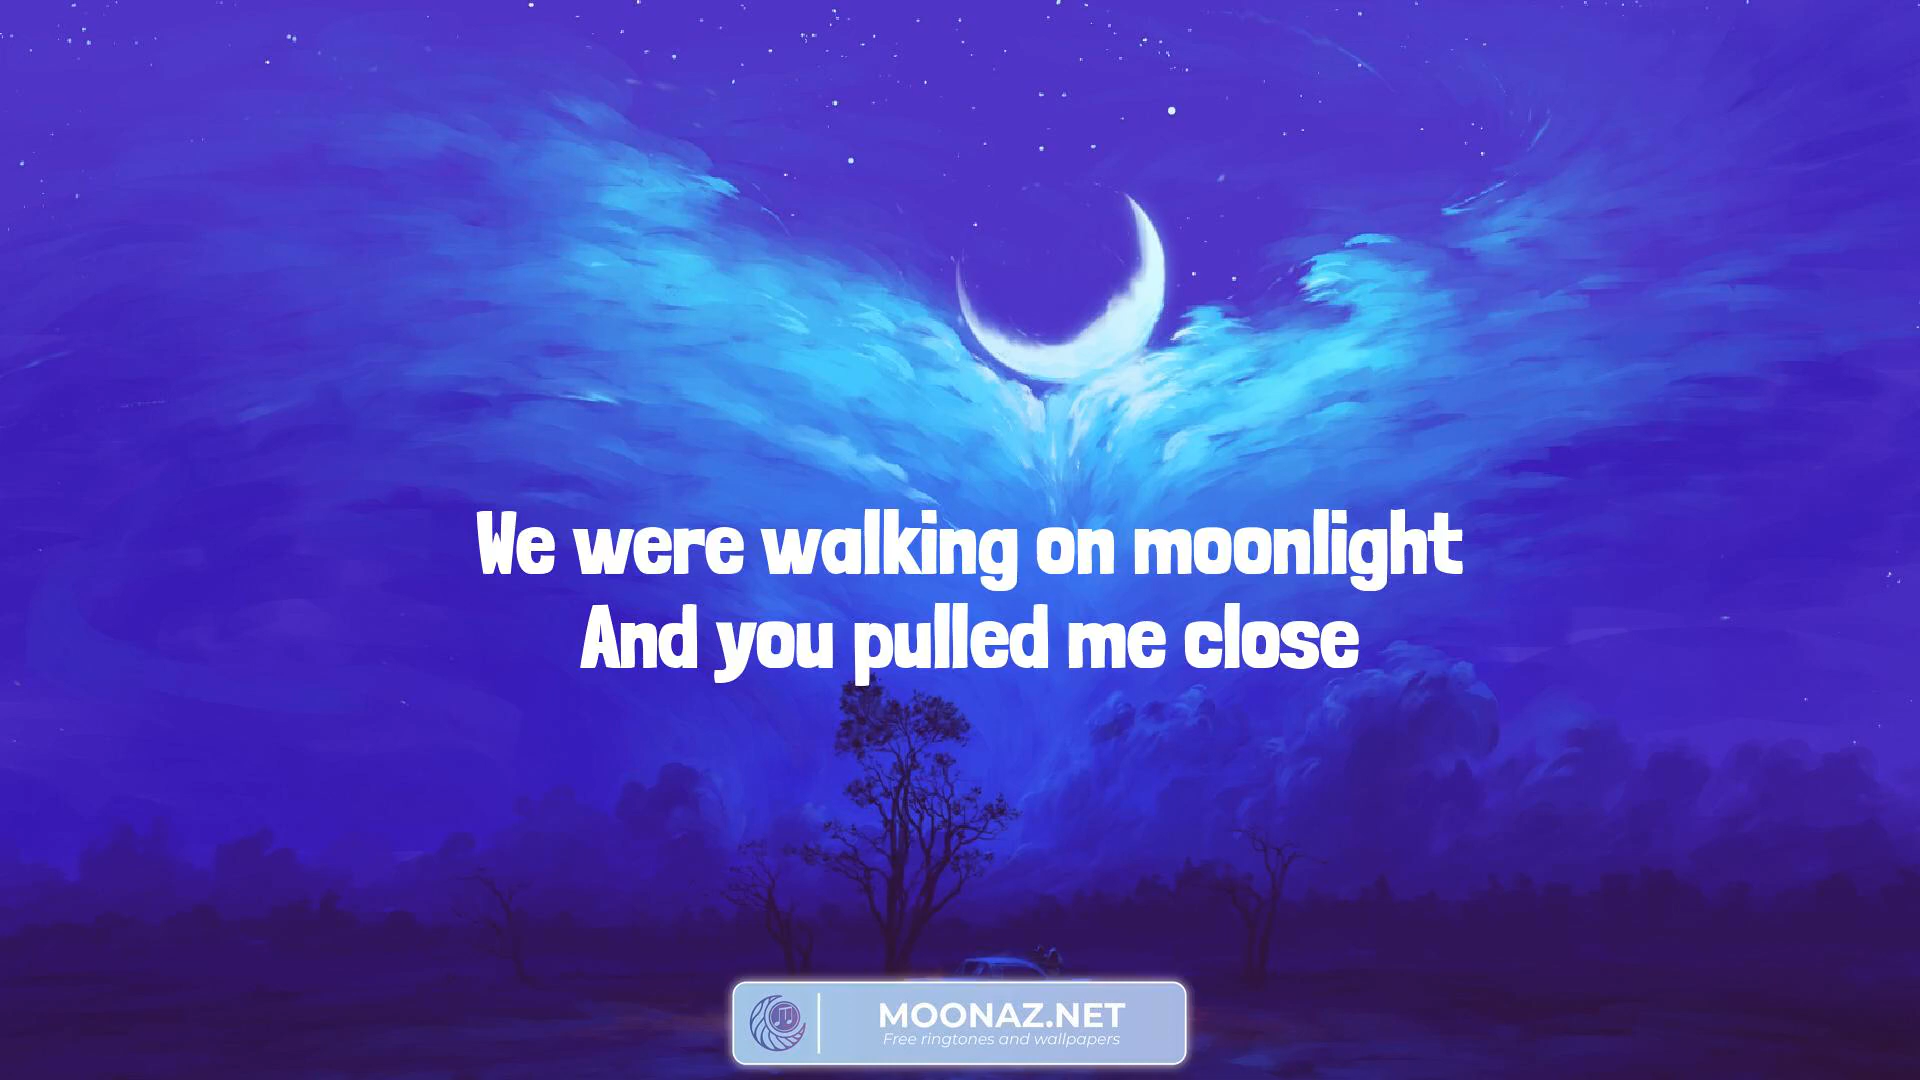 We were walking on moonlight
And you pulled me close
MOONAZ.NET
Free ringtones and wallpapers